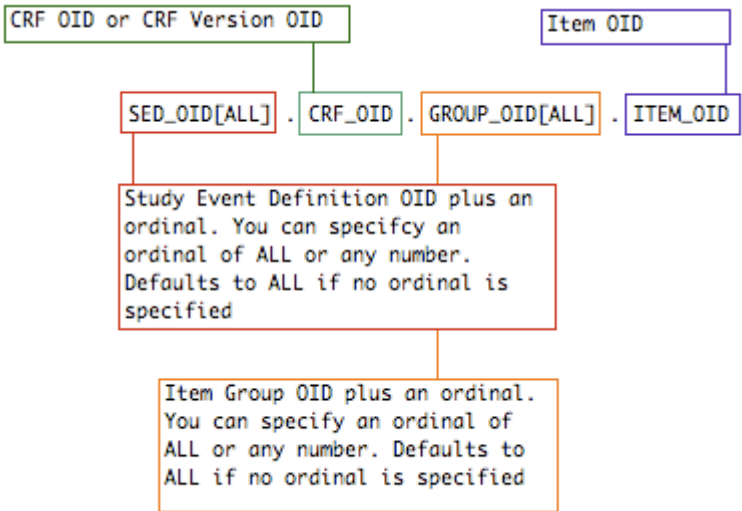 CRF OID or CRF Version OID
Item OID
SED_OID[ALL] . CRF_OID . GROUP_OID[ALL] . ITEM_OID
Study Event Definition OID plus an
ordinal. You can specifcy an
ordinal of ALL or any number.
Defaults to ALL if no ordinal is
specified
Item Group OID plus an ordinal.
You can specify an ordinal of
ALL or any number. Defaults to
ALL if no ordinal is specified